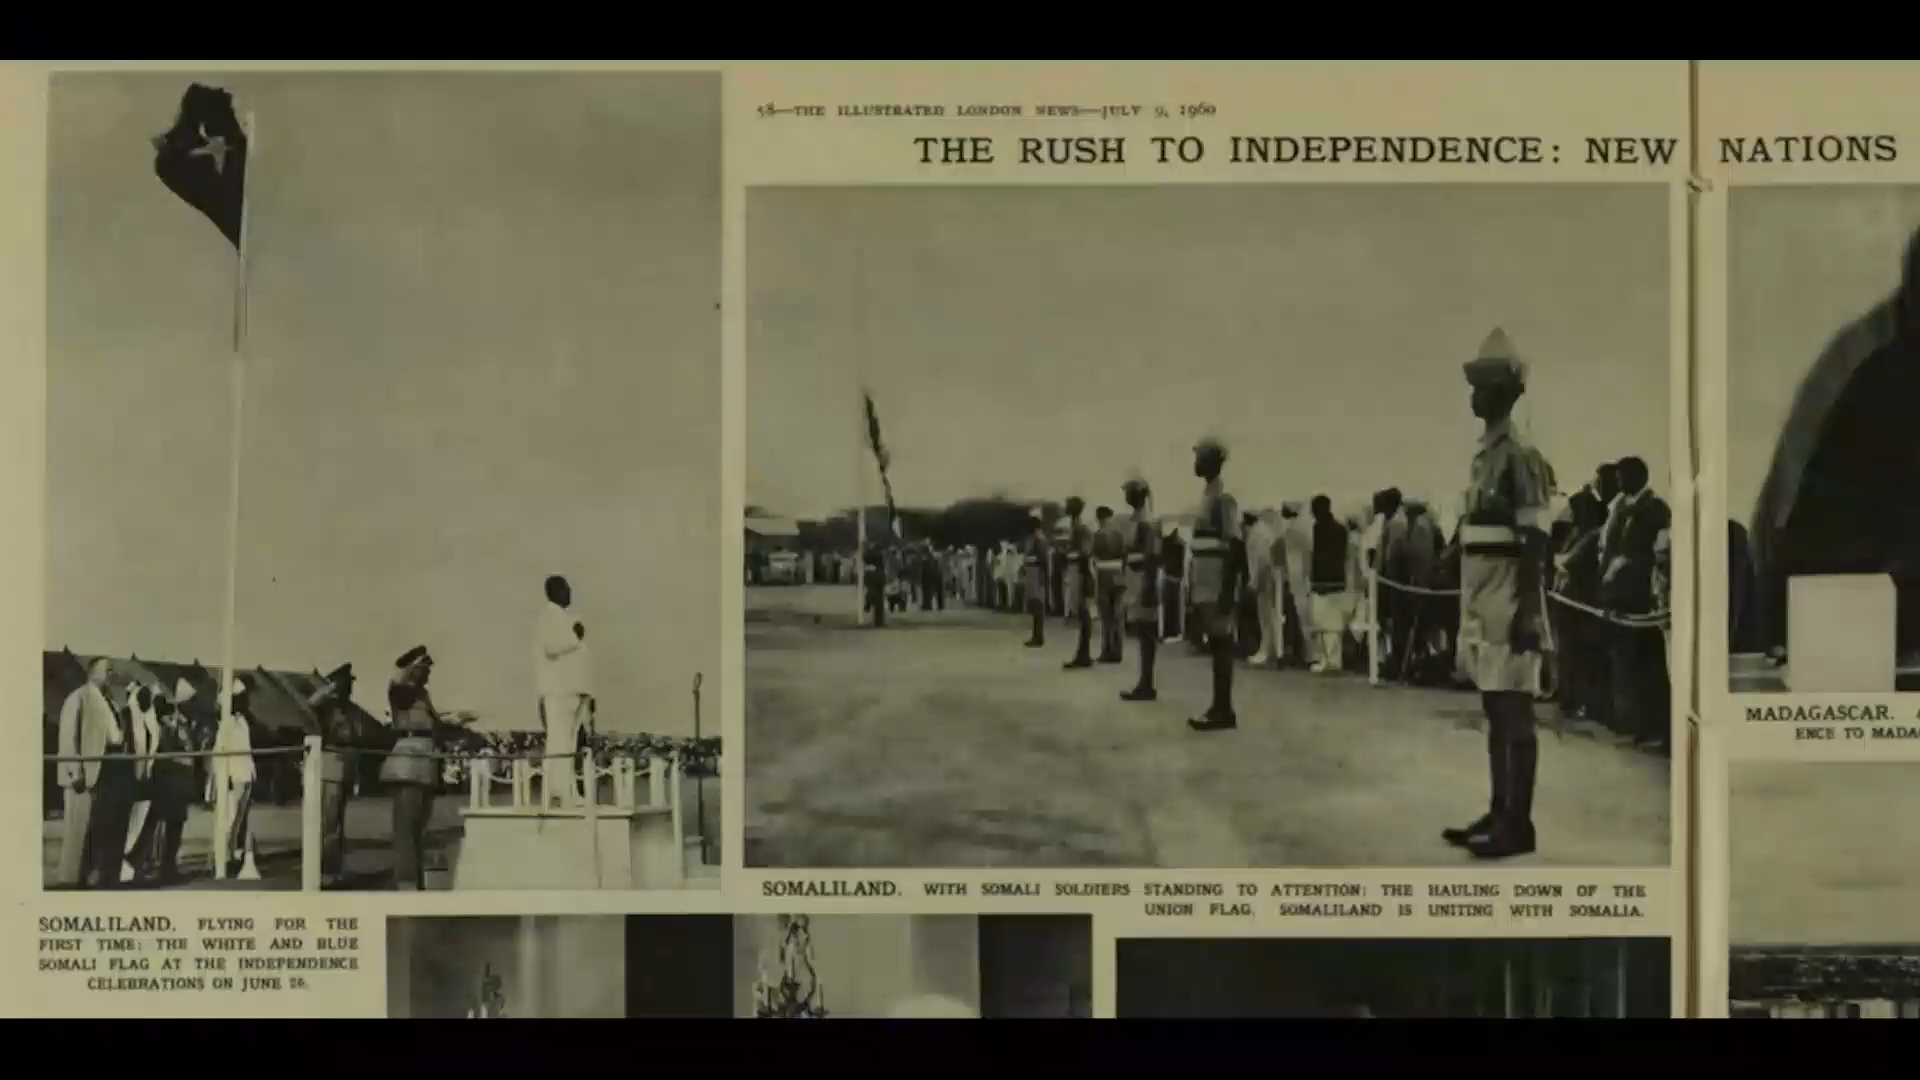 58—THE ILLUSTRATED LONDON NEWS—JULY 9, 1960
THE RUSH TO INDEPENDENCE: NEW NATIONS
SOMALILAND. FLYING FOR THE
FIRST TIME: THE WHITE AND BLUE
SOMALI FLAG AT THE INDEPENDENCE
CELEBRATIONS ON JUNE 26.
SOMALILAND. WITH SOMALI SOLDIERS STANDING TO ATTENTION: THE HAULING DOWN OF THE
UNION FLAG. SOMALILAND IS UNITING WITH SOMALIA.
MADAGASCAR.
ENCE TO